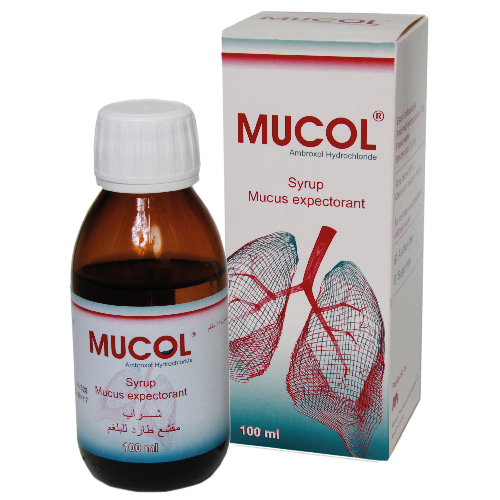 MUCOL®
Ambroxol Hydrochloride
Syrup
Mucus expectorant
100 ml
MUCOL®
Ambroxol Hydrochloride
Syrup
Mucus expectorant
شراب
مقشع طارد للبلغم
100 ml